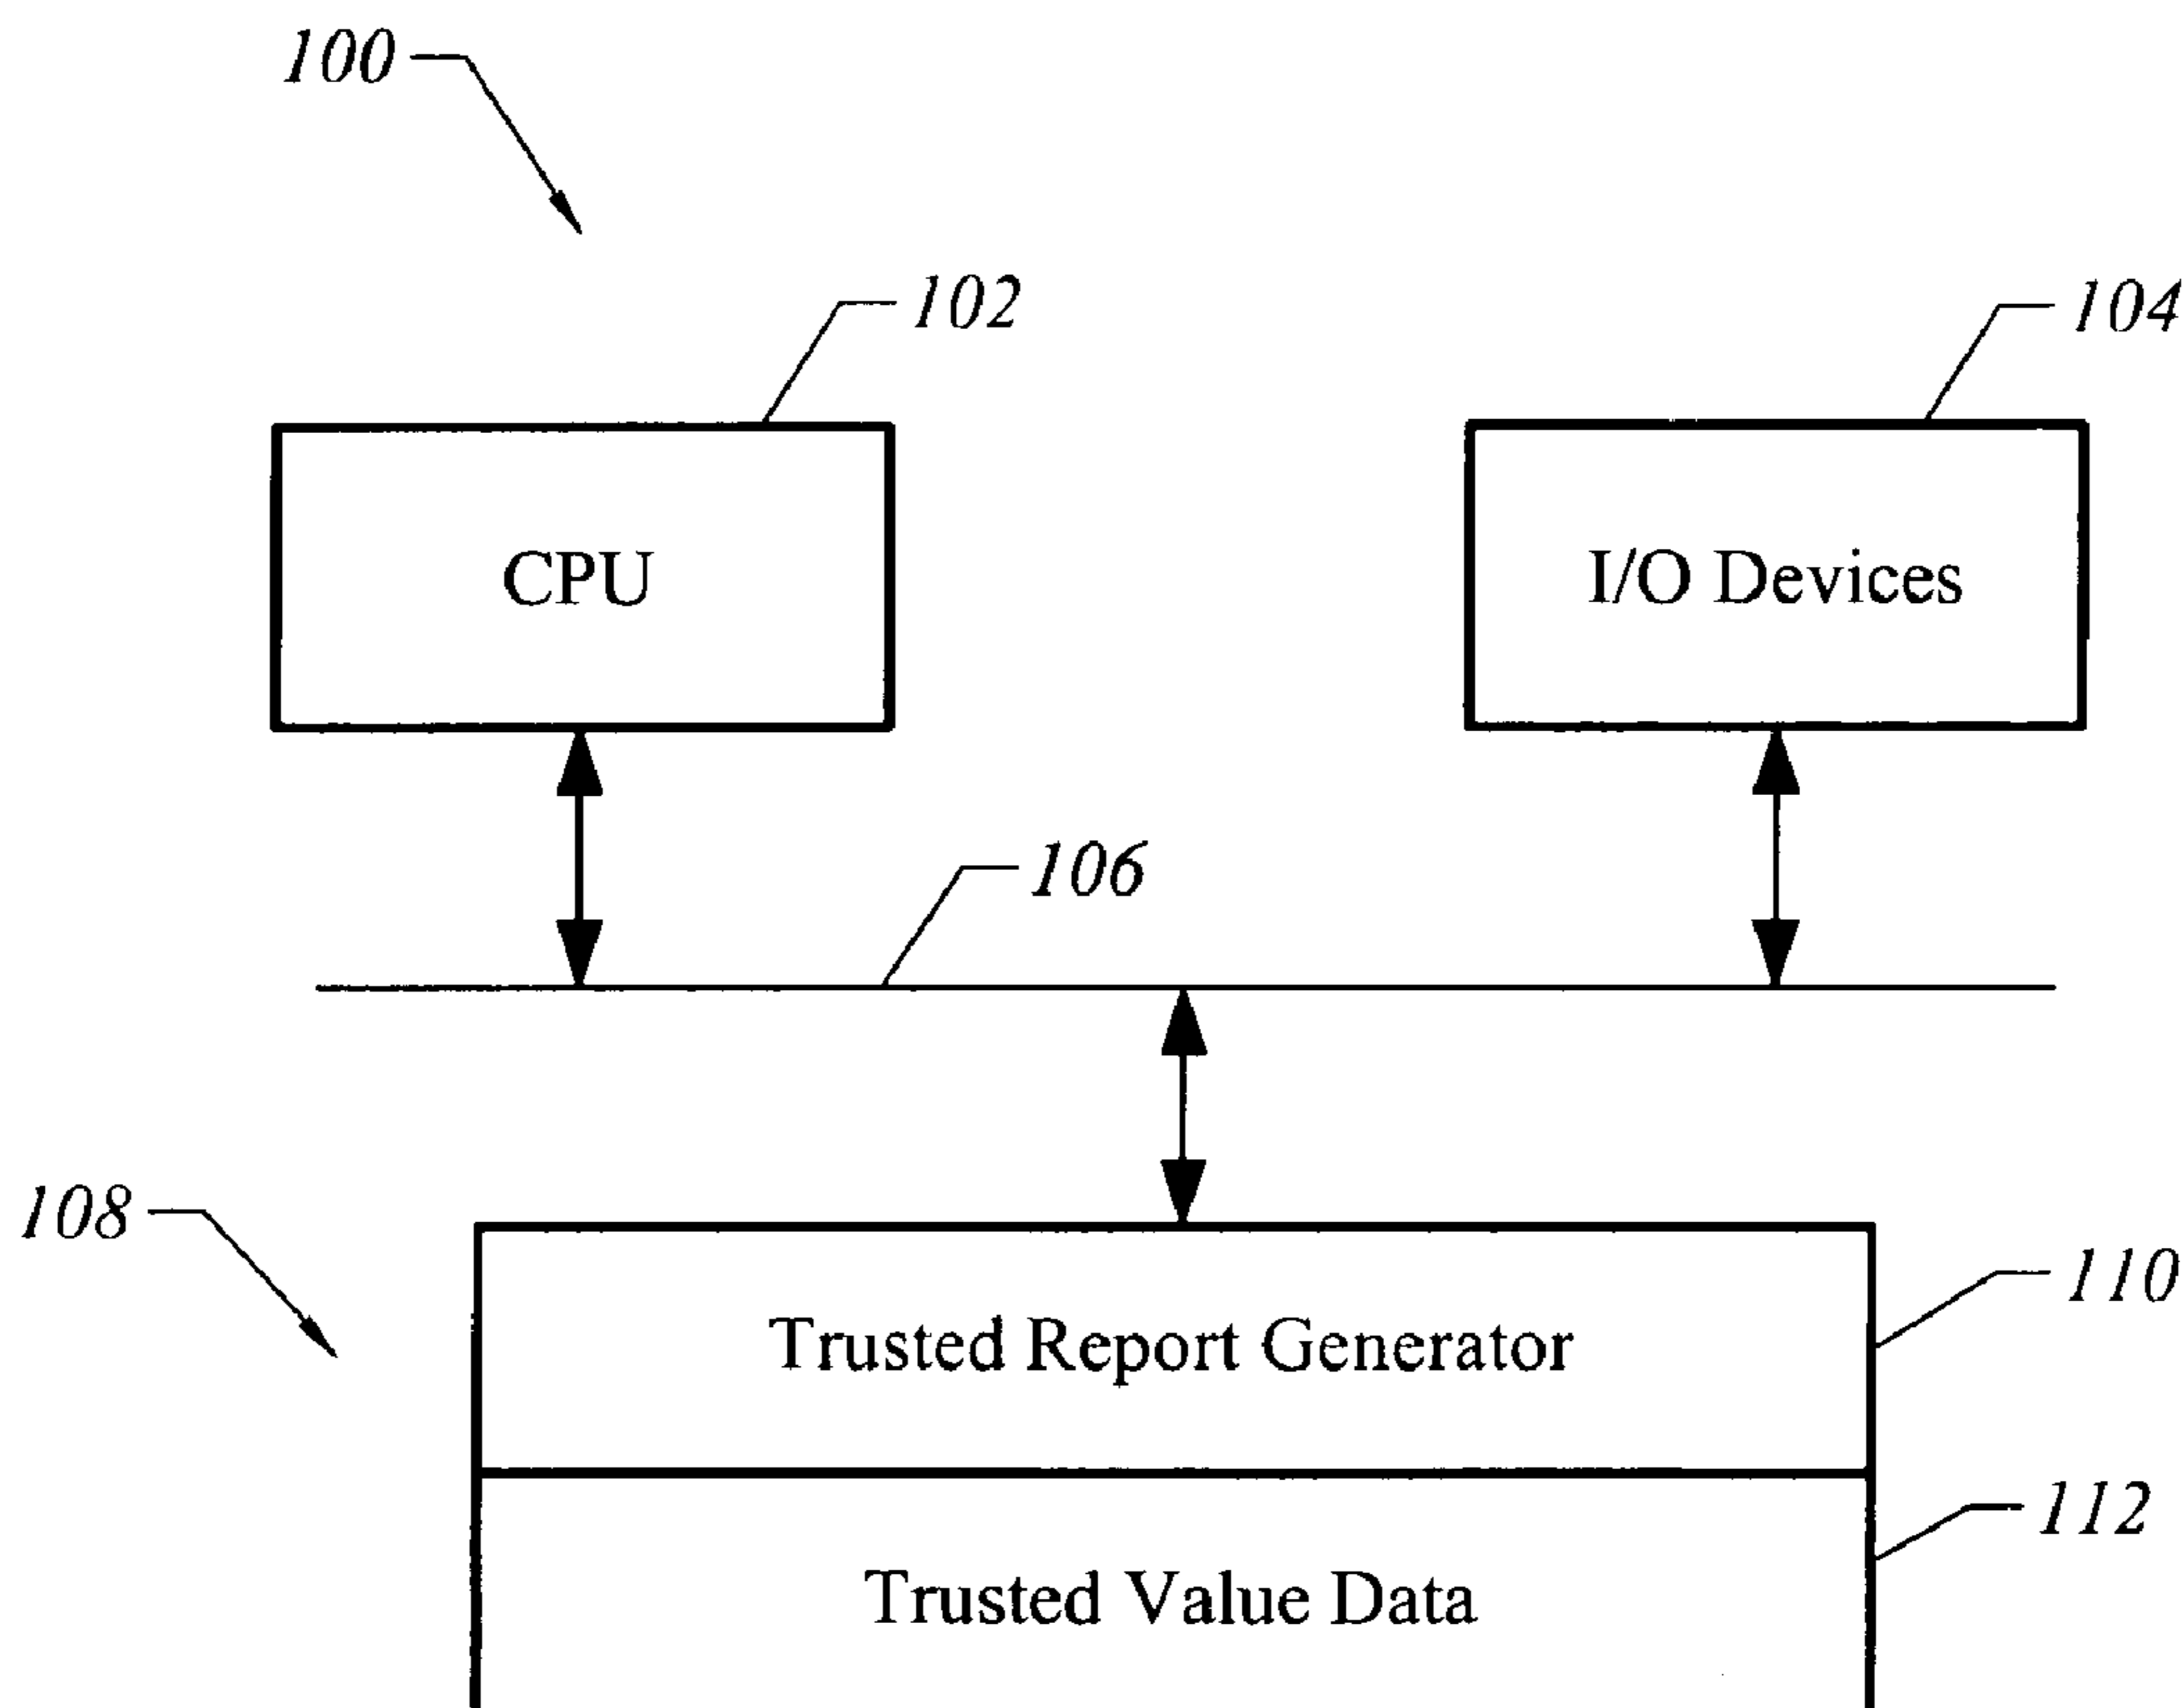 100
102
104
CPU
I/O Devices
106
108
110
Trusted Report Generator
112
Trusted Value Data